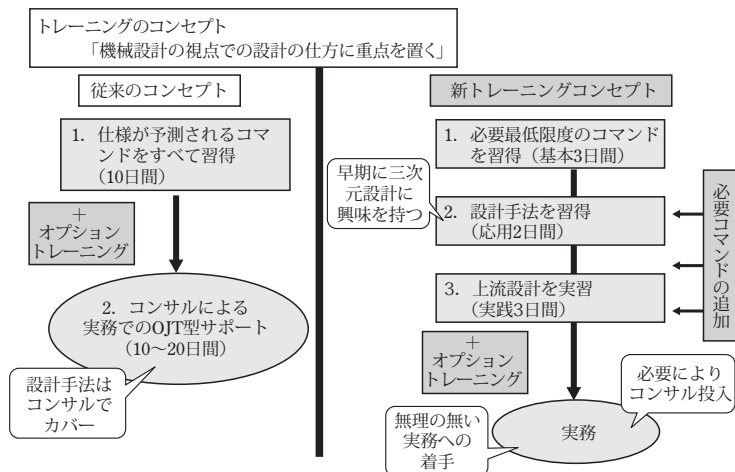 トレーニングのコンセプト
「機械設計の視点での設計の仕方に重点を置く」
従来のコンセプト
1. 仕様が予測されるコマ
ンドをすべて習得
(10日間)
+
オプション
トレーニング
2. コンサルによる
実務でのOJT型サポート
(10〜20日間)
設計手法は
コンサルで
カバー
新トレーニングコンセプト
1. 必要最低限度のコマンド
を習得(基本3日間)
早期に三次
元設計に
興味を持つ
2. 設計手法を習得
(応用2日間)
3. 上流設計を実習
(実践3日間)
必要コマンドの追加
+
オプション
トレーニング
必要により
コンサル投入
無理の無い
実務への
着手
実務